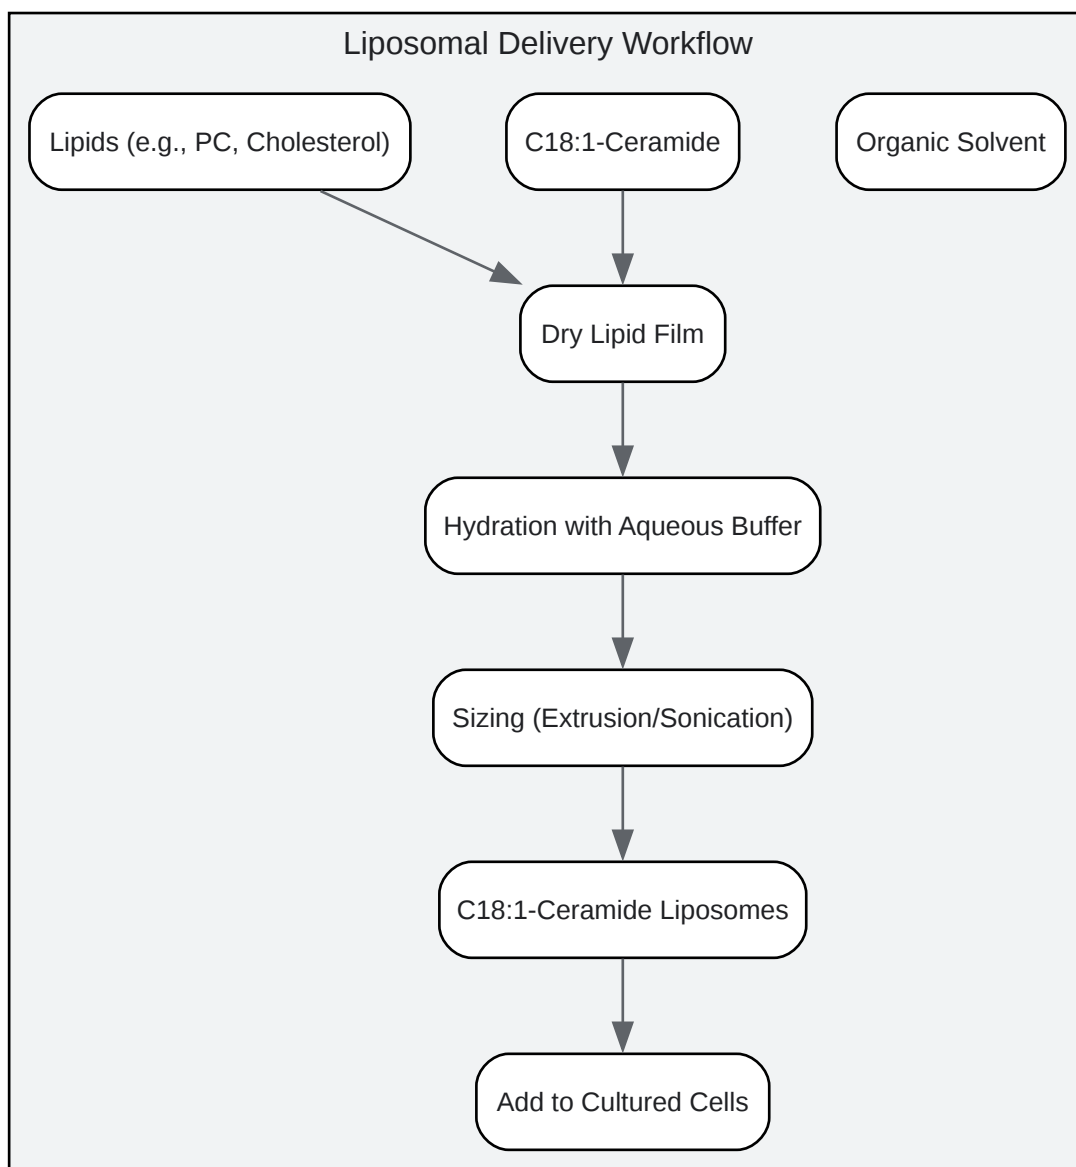 Liposomal Delivery Workflow
Lipids (e.g., PC, Cholesterol)
C18:1-Ceramide
Organic Solvent
Dry Lipid Film
Hydration with Aqueous Buffer
Sizing (Extrusion/Sonication)
C18:1-Ceramide Liposomes
Add to Cultured Cells